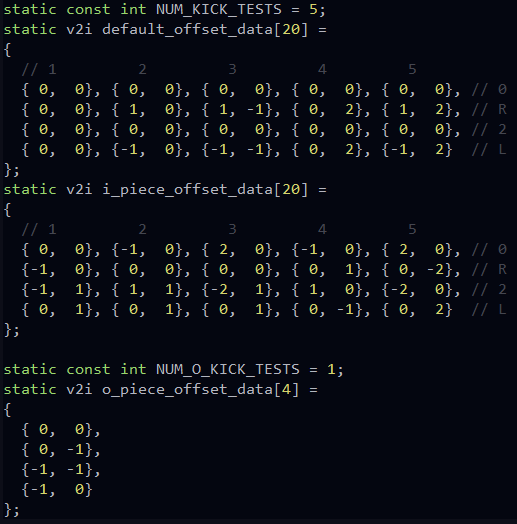 static const int NUM_KICK_TESTS = 5;
static v2i default_offset_data[20] =
{
  // 1         2         3         4         5
  { 0,  0}, { 0,  0}, { 0,  0}, { 0,  0}, { 0,  0}, // 0
  { 0,  0}, { 1,  0}, { 1, -1}, { 0,  2}, { 1,  2}, // R
  { 0,  0}, { 0,  0}, { 0,  0}, { 0,  0}, { 0,  0}, // 2
  { 0,  0}, {-1,  0}, {-1, -1}, { 0,  2}, {-1,  2}  // L
};
static v2i i_piece_offset_data[20] =
{
  // 1         2         3         4         5
  { 0,  0}, {-1,  0}, { 2,  0}, {-1,  0}, { 2,  0}, // 0
  {-1,  0}, { 0,  0}, { 0,  0}, { 0,  1}, { 0, -2}, // R
  {-1,  1}, { 1,  1}, {-2,  1}, { 1,  0}, {-2,  0}, // 2
  { 0,  1}, { 0,  1}, { 0,  1}, { 0, -1}, { 0,  2}  // L
};

static const int NUM_O_KICK_TESTS = 1;
static v2i o_piece_offset_data[4] =
{
  { 0,  0},
  { 0, -1},
  {-1, -1},
  {-1,  0}
};